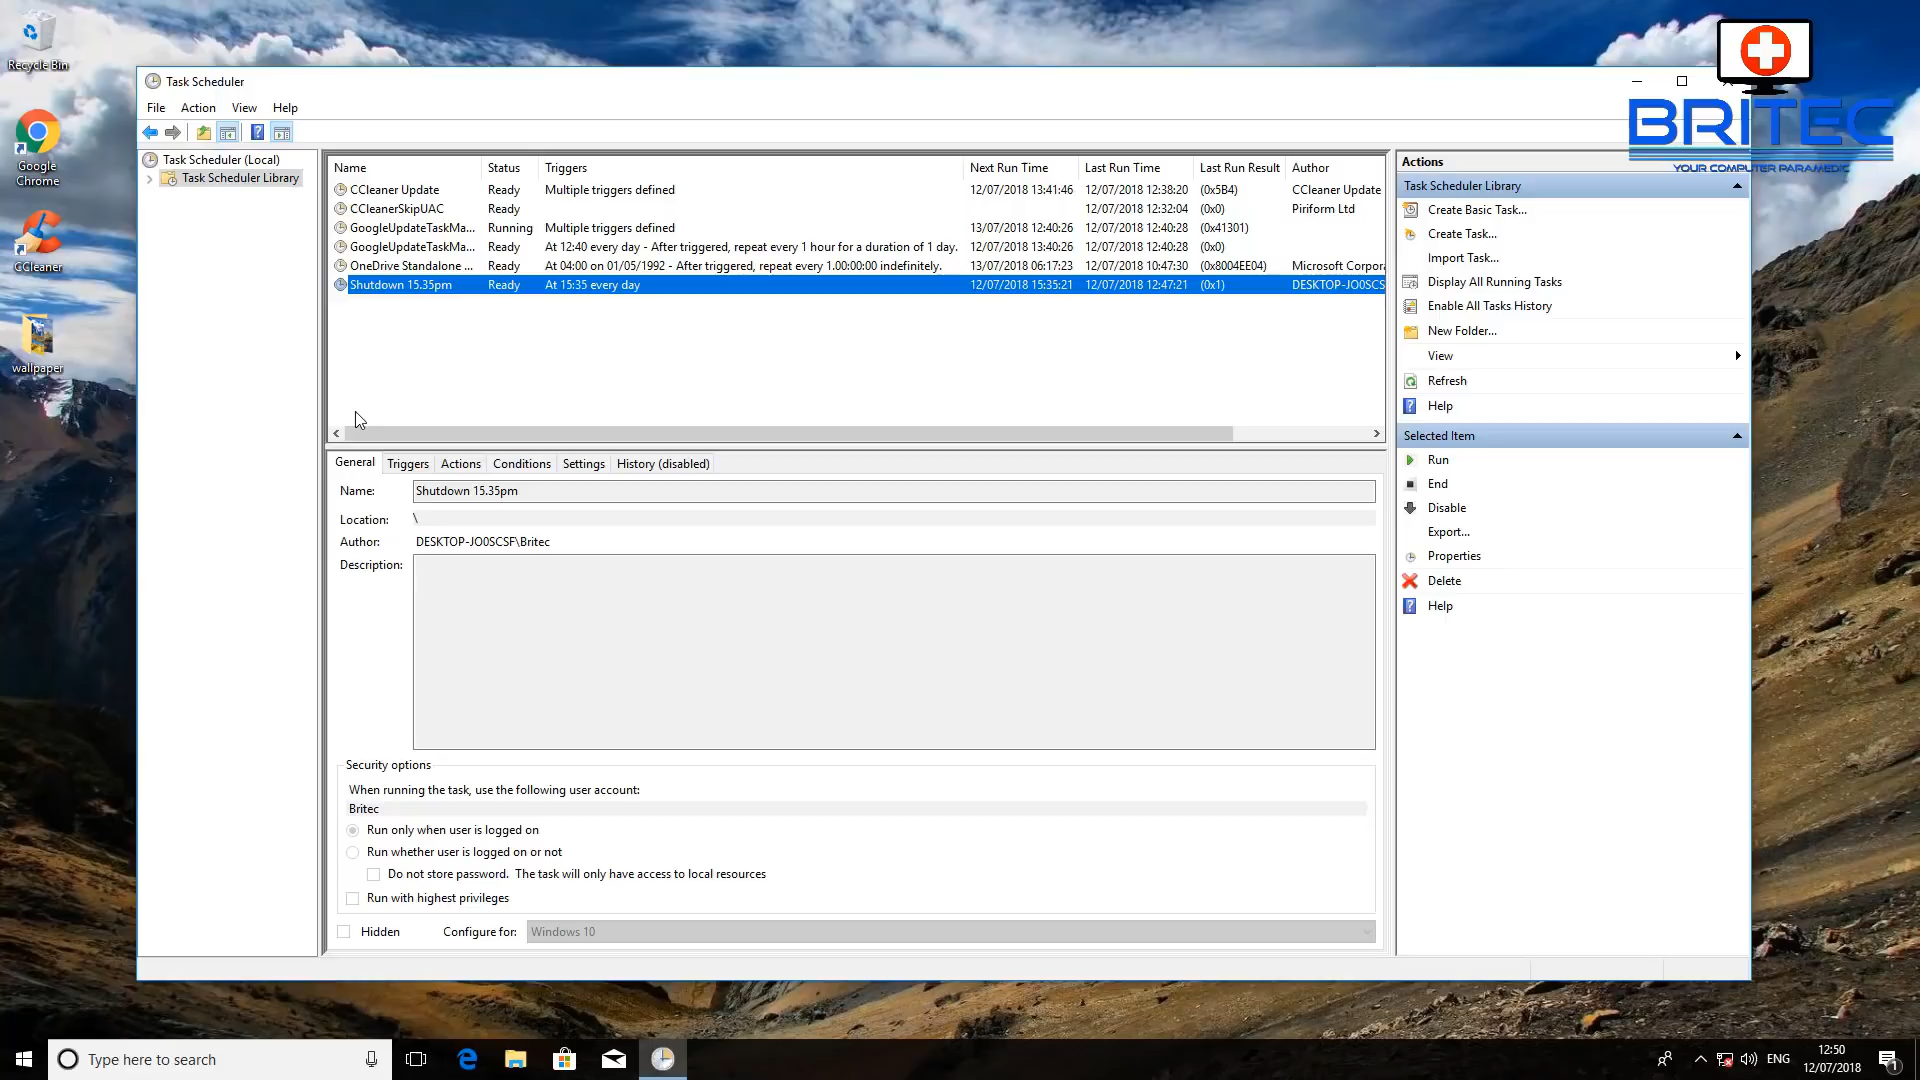 Recycle Bin
Google
Chrome
CCleaner
wallpaper
BRITEC
YOUR COMPUTER PARAMEDIC
Task Scheduler
File Action View Help
Task Scheduler (Local)
Task Scheduler Library
Name Status Triggers Next Run Time Last Run Time Last Run Result Author
CCleaner Update Ready Multiple triggers defined 12/07/2018 13:41:46 12/07/2018 12:38:20 (0x5B4) CCleaner Update
CCleanerSkipUAC Ready 12/07/2018 12:32:04 (0x0) Piriform Ltd
GoogleUpdateTaskMa... Running Multiple triggers defined 13/07/2018 12:40:26 12/07/2018 12:40:28 (0x41301)
GoogleUpdateTaskMa... Ready At 12:40 every day - After triggered, repeat every 1 hour for a duration of 1 day. 12/07/2018 13:40:26 12/07/2018 12:40:28 (0x0)
OneDrive Standalone ... Ready At 04:00 on 01/05/1992 - After triggered, repeat every 1.00:00:00 indefinitely. 13/07/2018 06:17:23 12/07/2018 10:47:30 (0x8004EE04) Microsoft Corpora
Shutdown 15.35pm Ready At 15:35 every day 12/07/2018 15:35:21 12/07/2018 12:47:21 (0x1) DESKTOP-JO0SCS
General Triggers Actions Conditions Settings History (disabled)
Name: Shutdown 15.35pm
Location: \
Author: DESKTOP-JO0SCSF\Britec
Description:
Security options
When running the task, use the following user account:
Britec
Run only when user is logged on
Run whether user is logged on or not
Do not store password. The task will only have access to local resources
Run with highest privileges
Hidden Configure for: Windows 10
Actions
Task Scheduler Library
Create Basic Task...
Create Task...
Import Task...
Display All Running Tasks
Enable All Tasks History
New Folder...
View
Refresh
Help
Selected Item
Run
End
Disable
Export...
Properties
Delete
Help
Type here to search
ENG
12:50
12/07/2018
1